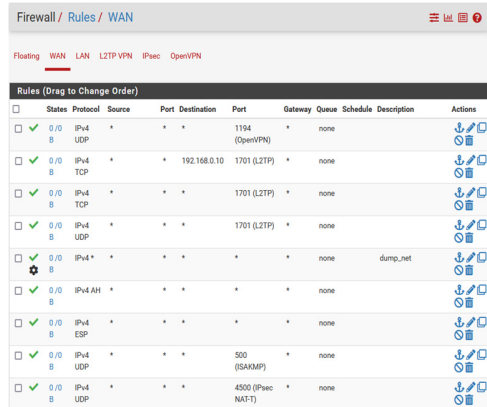 Firewall / Rules / WAN
Floating WAN LAN L2TP VPN IPsec OpenVPN
Rules (Drag to Change Order)
States Protocol Source Port Destination Port Gateway Queue Schedule Description Actions
0 /0 B IPv4 UDP * * * 1194 (OpenVPN) * none
0 /0 B IPv4 TCP * * 192.168.0.10 1701 (L2TP) * none
0 /0 B IPv4 TCP * * * 1701 (L2TP) * none
0 /0 B IPv4 UDP * * * 1701 (L2TP) * none
0 /0 B IPv4 * * * * * * none dump_net
0 /0 B IPv4 AH * * * * * none
0 /0 B IPv4 ESP * * * * * none
0 /0 B IPv4 UDP * * * 500 (ISAKMP) * none
0 /0 B IPv4 UDP * * * 4500 (IPsec NAT-T) * none